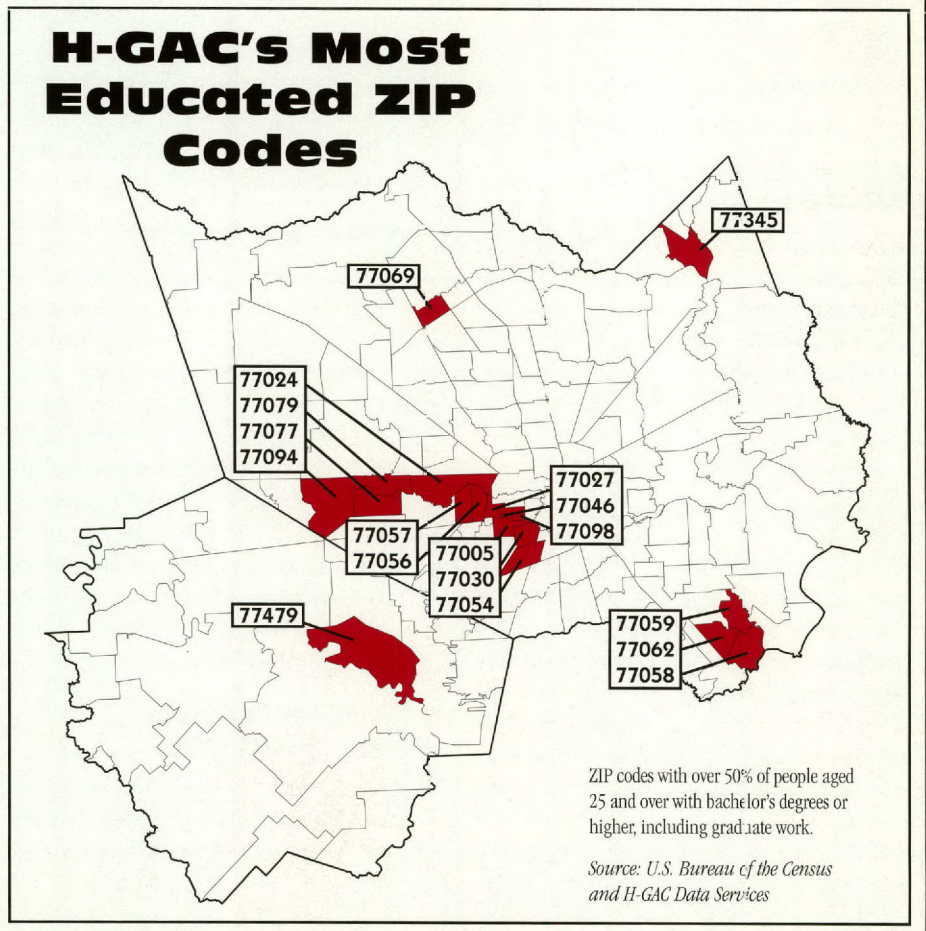 H-GAC's Most
Educated ZIP
Codes
77345
77069
77024
77079
77077
77094
77027
77046
77098
77057
77056
77005
77030
77054
77479
77059
77062
77058
ZIP codes with over 50% of people aged
25 and over with bachelor's degrees or
higher, including graduate work.
Source: U.S. Bureau of the Census
and H-GAC Data Services